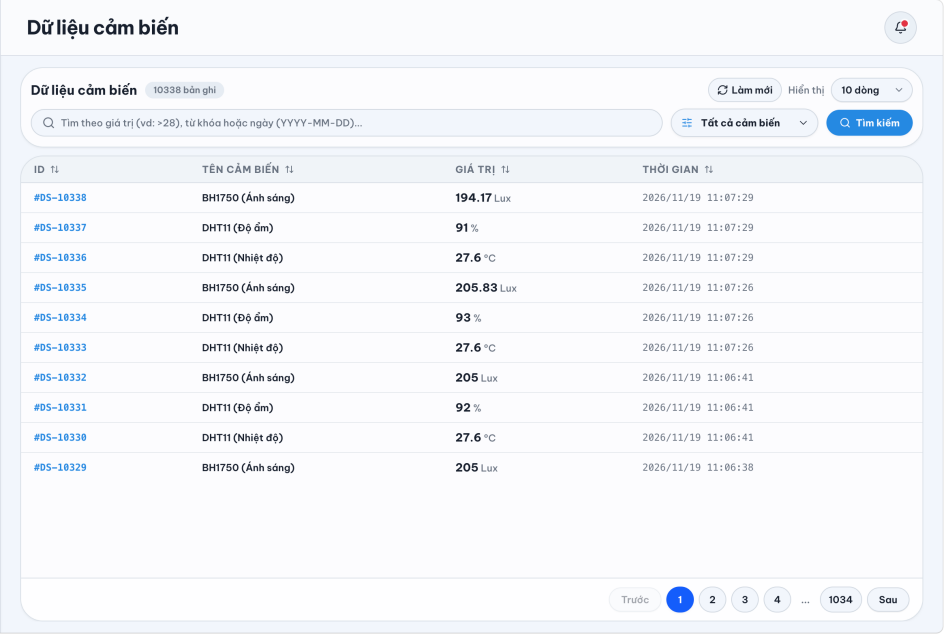 Dữ liệu cảm biến
Dữ liệu cảm biến 10338 bản ghi Làm mới Hiển thị 10 dòng
Tìm theo giá trị (vd: >28), từ khóa hoặc ngày (YYYY-MM-DD)... Tất cả cảm biến Tìm kiếm
ID TÊN CẢM BIẾN GIÁ TRỊ THỜI GIAN
#DS-10338 BH1750 (Ánh sáng) 194.17 Lux 2026/11/19 11:07:29
#DS-10337 DHT11 (Độ ẩm) 91 % 2026/11/19 11:07:29
#DS-10336 DHT11 (Nhiệt độ) 27.6 °C 2026/11/19 11:07:29
#DS-10335 BH1750 (Ánh sáng) 205.83 Lux 2026/11/19 11:07:26
#DS-10334 DHT11 (Độ ẩm) 93 % 2026/11/19 11:07:26
#DS-10333 DHT11 (Nhiệt độ) 27.6 °C 2026/11/19 11:07:26
#DS-10332 BH1750 (Ánh sáng) 205 Lux 2026/11/19 11:06:41
#DS-10331 DHT11 (Độ ẩm) 92 % 2026/11/19 11:06:41
#DS-10330 DHT11 (Nhiệt độ) 27.6 °C 2026/11/19 11:06:41
#DS-10329 BH1750 (Ánh sáng) 205 Lux 2026/11/19 11:06:38
Trước 1 2 3 4 ... 1034 Sau